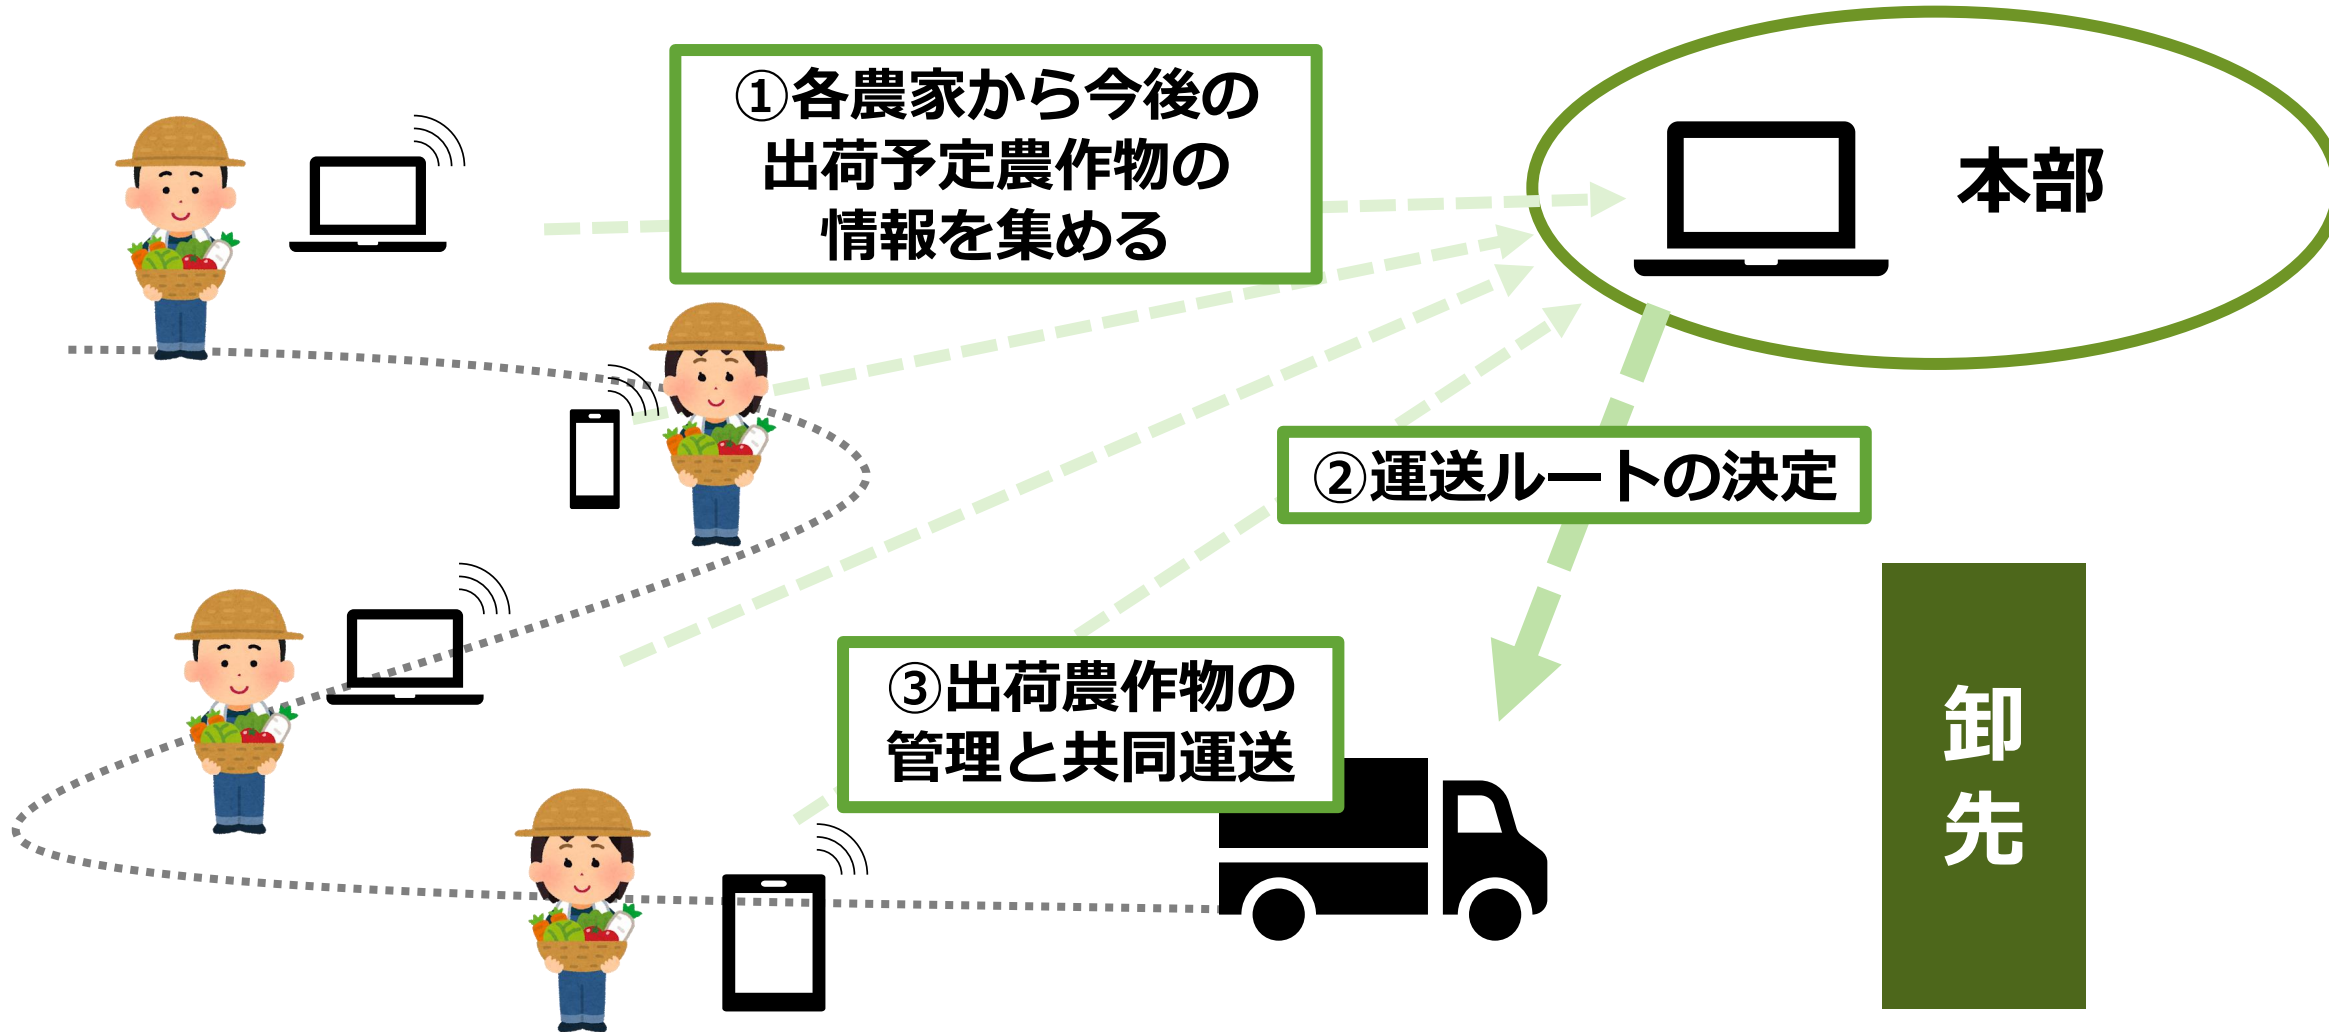 ①各農家から今後の
出荷予定農作物の
情報を集める
本部
②運送ルートの決定
③出荷農作物の
管理と共同運送
卸先